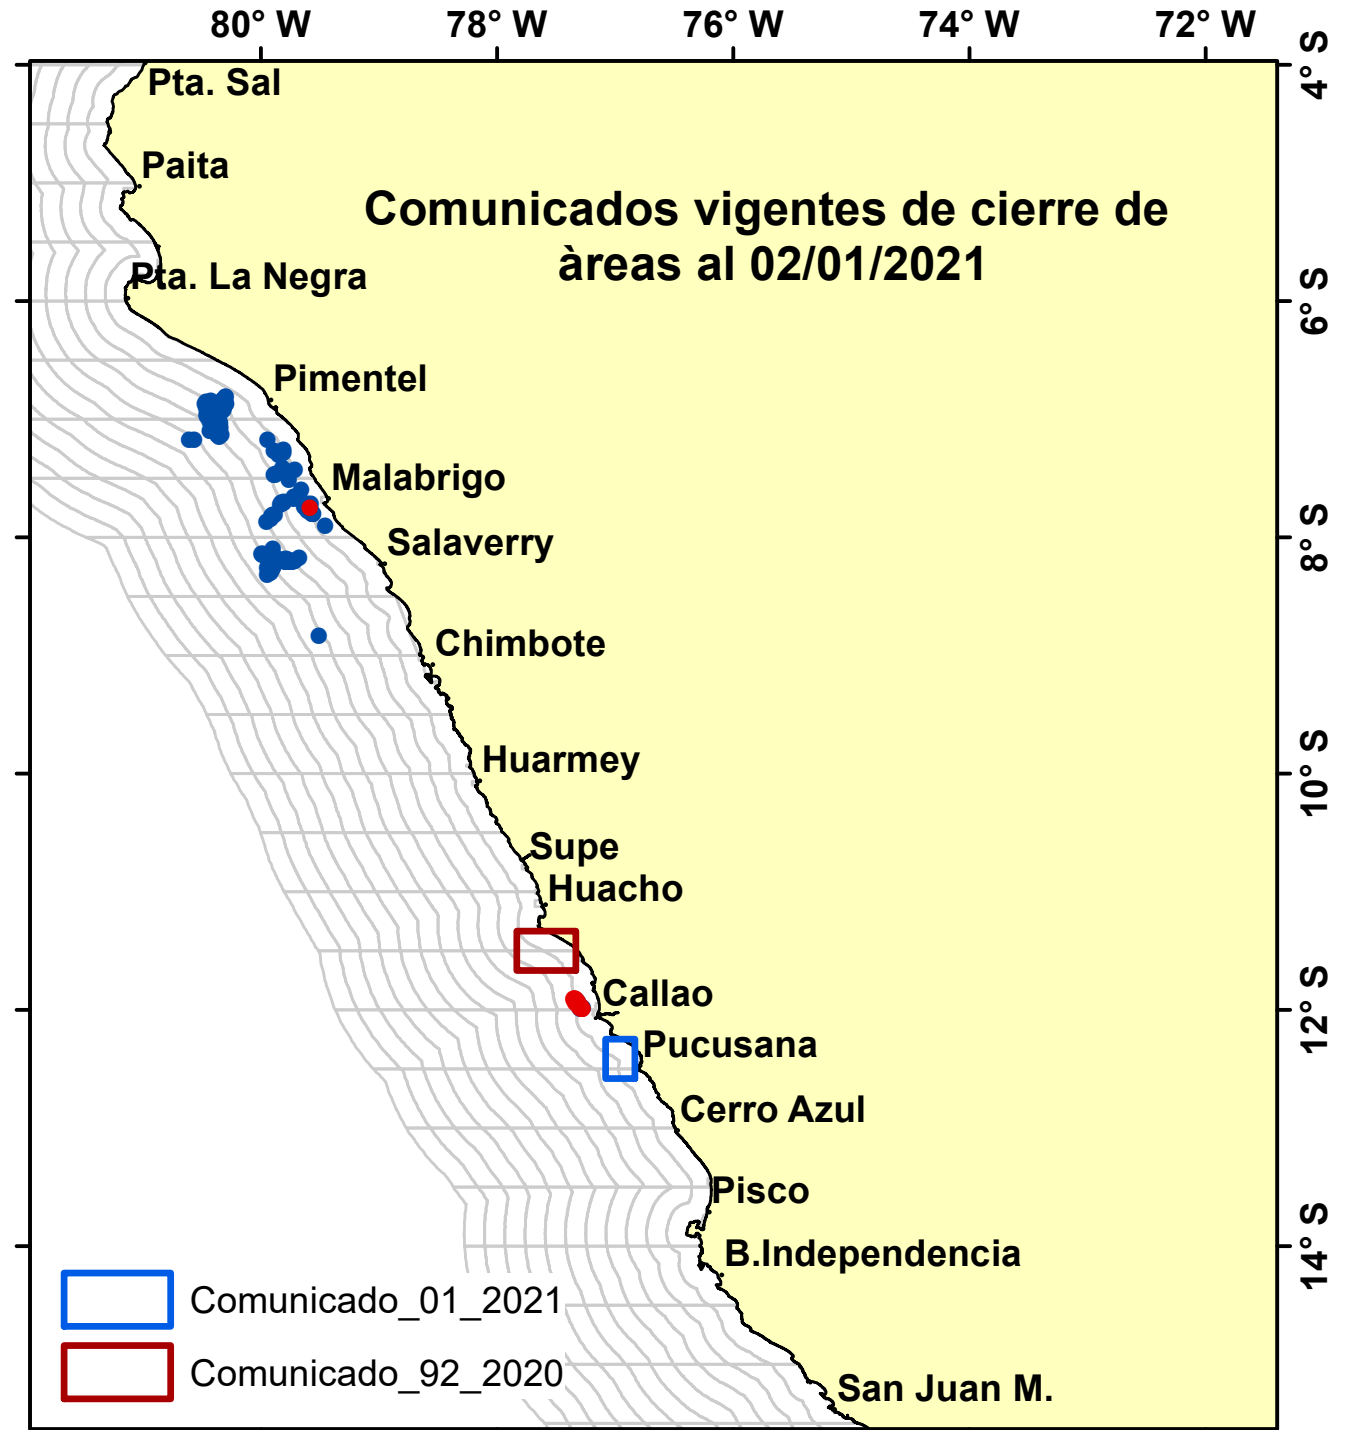 80° W 78° W 76° W 74° W 72° W
4° S
Pta. Sal
Paita
Comunicados vigentes de cierre de
àreas al 02/01/2021
Pta. La Negra
6° S
Pimentel
Malabrigo
Salaverry
8° S
Chimbote
Huarmey
10° S
Supe
Huacho
Callao
12° S
Pucusana
Cerro Azul
Pisco
B.Independencia
14° S
Comunicado_01_2021
Comunicado_92_2020
San Juan M.